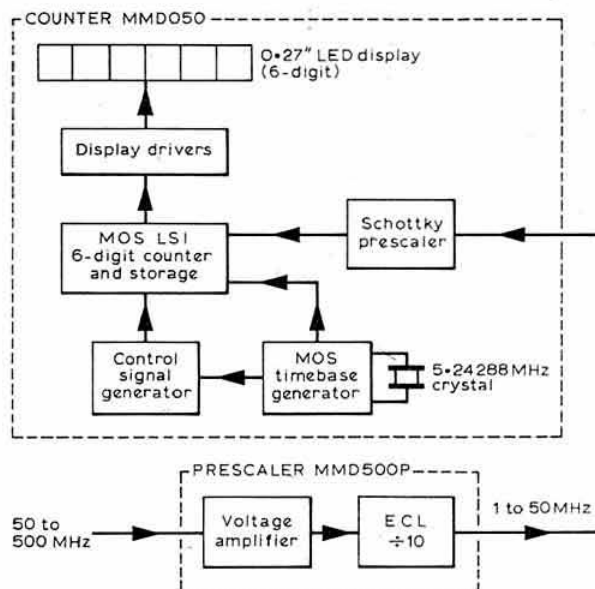 COUNTER MMD050
0·27" LED display
(6-digit)
Display drivers
MOS LSI
6-digit counter
and storage
Schottky
prescaler
Control
signal
generator
MOS
timebase
generator
5·24288 MHz
crystal
PRESCALER MMD500P
50 to
500 MHz
Voltage
amplifier
E.C.L
÷10
1 to 50MHz